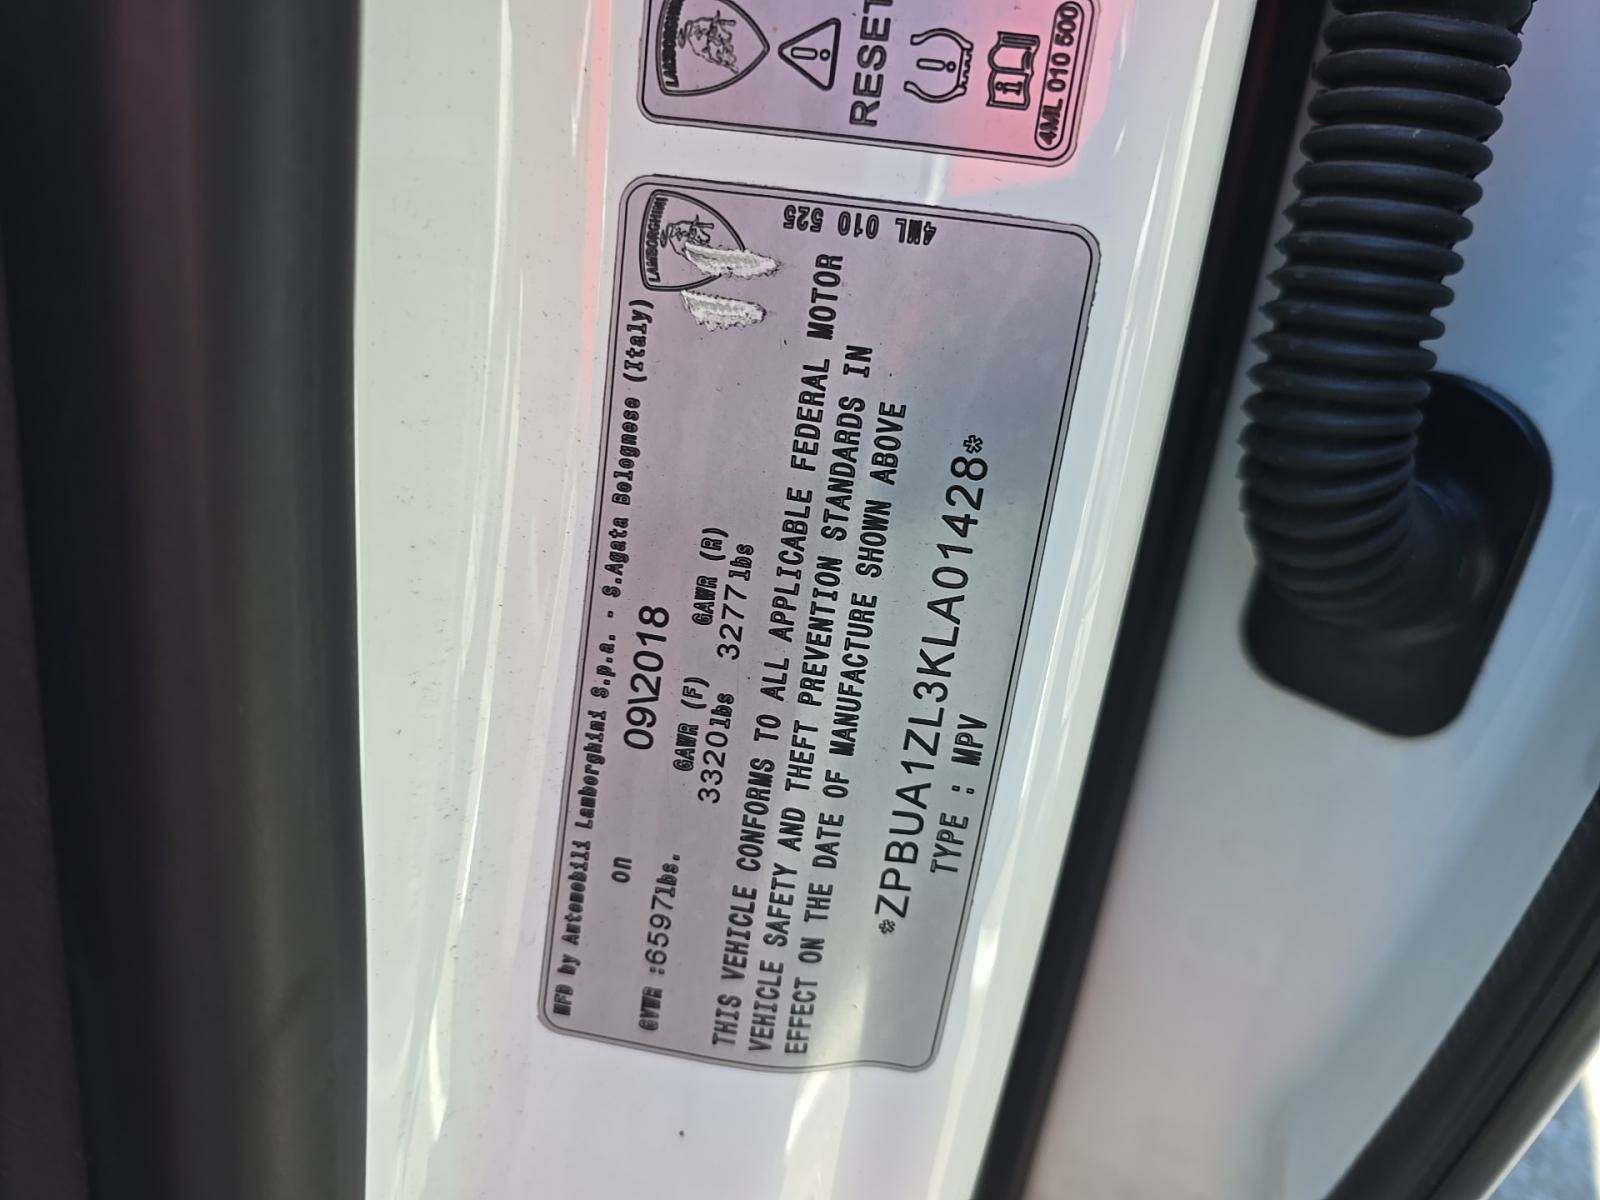 LAMBORGHINI
RESET
4ML 010 500
LAMBORGHINI
4ML 010 525
MFD by Automobili Lamborghini S.p.a. - S.Agata Bolognese (Italy)
on 09\2018
GVWR :6597lbs. GAWR (F) GAWR (R)
3320lbs 3277lbs
THIS VEHICLE CONFORMS TO ALL APPLICABLE FEDERAL MOTOR
VEHICLE SAFETY AND THEFT PREVENTION STANDARDS IN
EFFECT ON THE DATE OF MANUFACTURE SHOWN ABOVE
*ZPBUA1ZL3KLA01428*
TYPE : MPV